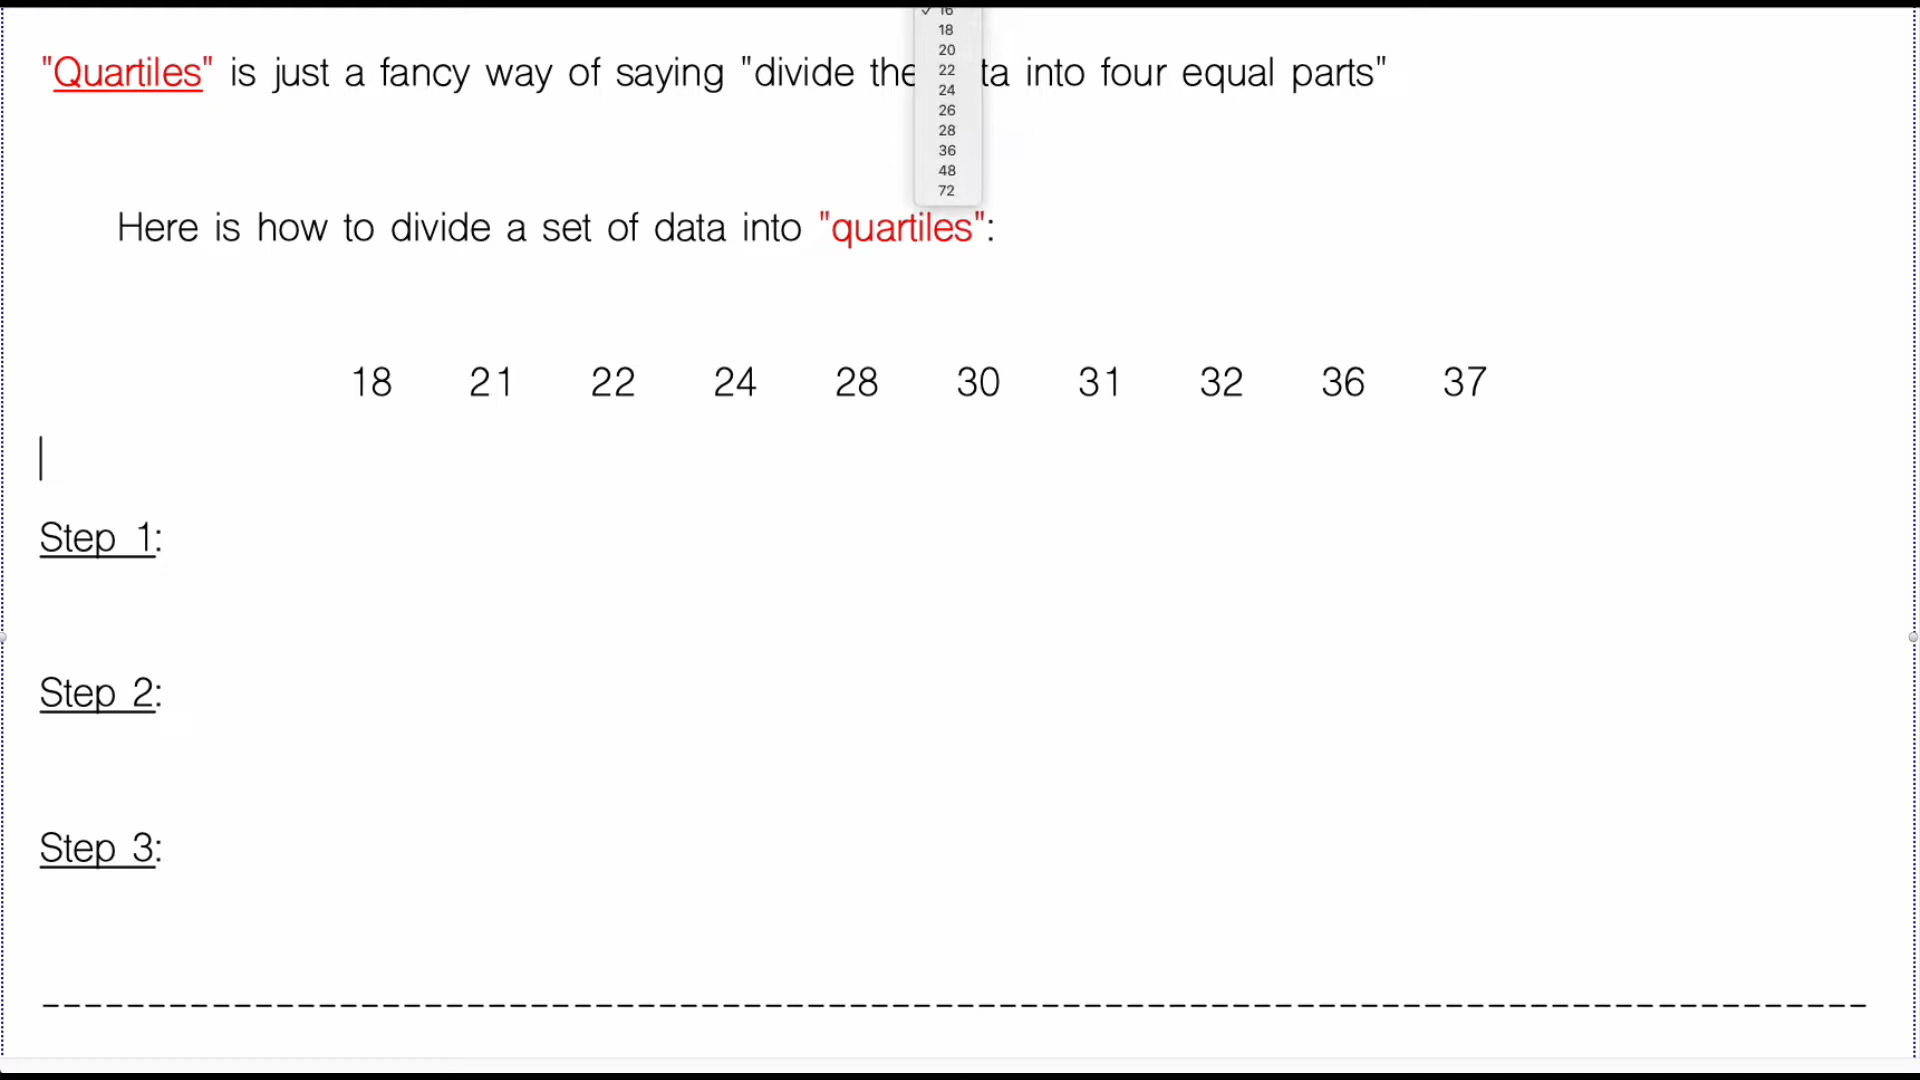 ✓ 16
18
20
22
24
26
28
36
48
72
"Quartiles" is just a fancy way of saying "divide the ta into four equal parts"
Here is how to divide a set of data into "quartiles":
18 21 22 24 28 30 31 32 36 37
Step 1:
Step 2:
Step 3: